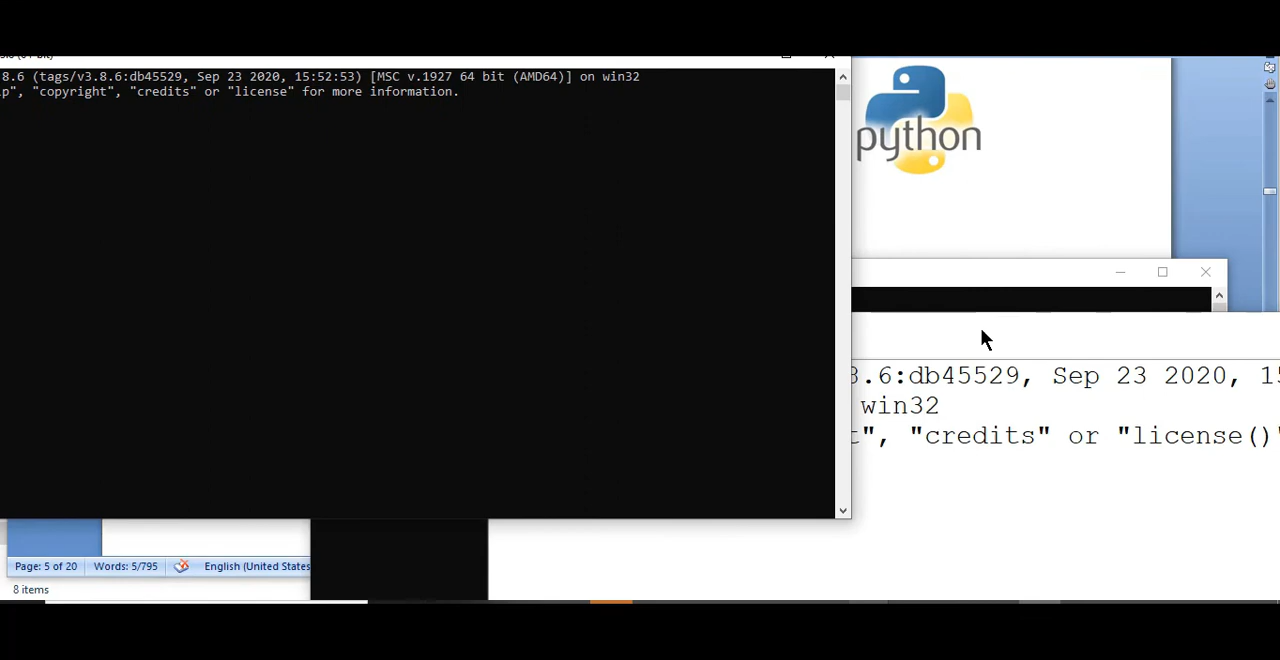 8.6 (tags/v3.8.6:db45529, Sep 23 2020, 15:52:53) [MSC v.1927 64 bit (AMD64)] on win32
p", "copyright", "credits" or "license" for more information.
python
3.6:db45529, Sep 23 2020, 15
win32
t", "credits" or "license()"
Page: 5 of 20 Words: 5/795 English (United States
8 items